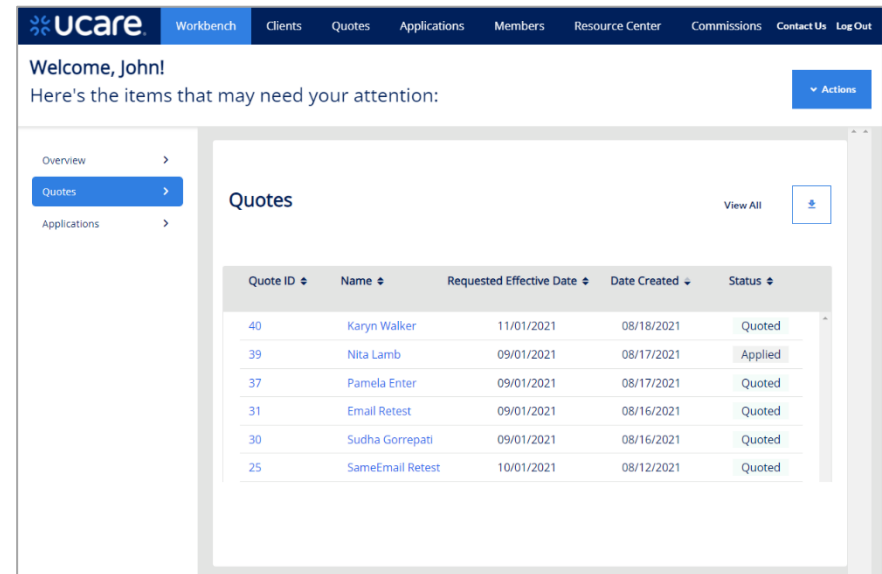 ucare. Workbench Clients Quotes Applications Members Resource Center Commissions Contact Us Log Out
Welcome, John!
Here's the items that may need your attention:
Actions
Overview
Quotes
Applications
Quotes
View All
Quote ID Name Requested Effective Date Date Created Status
40 Karyn Walker 11/01/2021 08/18/2021 Quoted
39 Nita Lamb 09/01/2021 08/17/2021 Applied
37 Pamela Enter 09/01/2021 08/17/2021 Quoted
31 Email Retest 09/01/2021 08/16/2021 Quoted
30 Sudha Gorrepati 09/01/2021 08/16/2021 Quoted
25 SameEmail Retest 10/01/2021 08/12/2021 Quoted